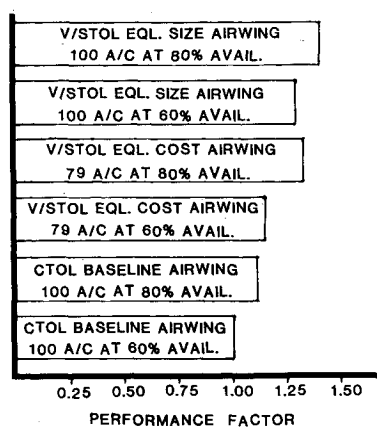 V/STOL EQL. SIZE AIRWING
100 A/C AT 80% AVAIL.
V/STOL EQL. SIZE AIRWING
100 A/C AT 60% AVAIL.
V/STOL EQL. COST AIRWING
79 A/C AT 80% AVAIL.
V/STOL EQL. COST AIRWING
79 A/C AT 60% AVAIL.
CTOL BASELINE AIRWING
100 A/C AT 80% AVAIL.
CTOL BASELINE AIRWING
100 A/C AT 60% AVAIL.
0.25 0.50 0.75 1.00 1.25 1.50
PERFORMANCE FACTOR